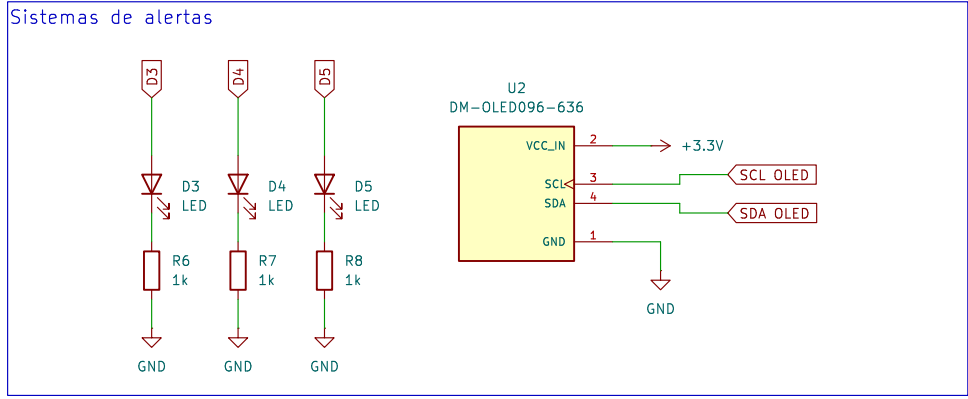 Sistemas de alertas
D3
D4
D5
U2
DM-OLED096-636
VCC_IN
2
+3.3V
SCL
3
SCL OLED
SDA
4
SDA OLED
GND
1
GND
D3
LED
D4
LED
D5
LED
R6
1k
R7
1k
R8
1k
GND
GND
GND